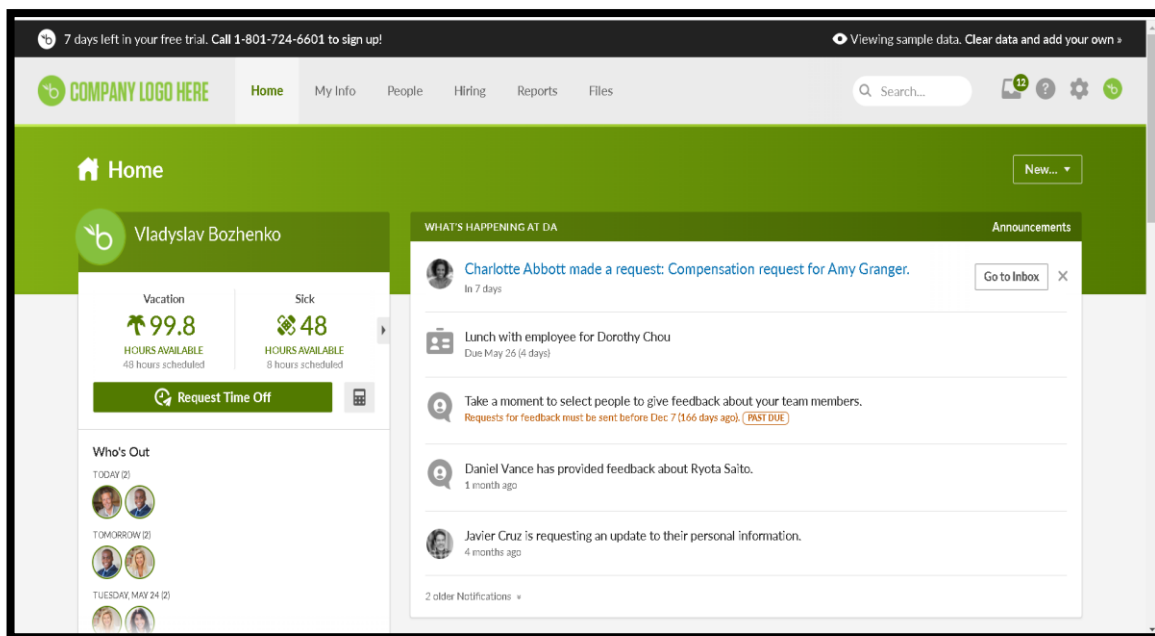 7 days left in your free trial. Call 1-801-724-6601 to sign up!
Viewing sample data. Clear data and add your own »
COMPANY LOGO HERE
Home My Info People Hiring Reports Files
Search...
12
?
Home
New...
Vladyslav Bozhenko
Vacation
99.8
HOURS AVAILABLE
48 hours scheduled
Sick
48
HOURS AVAILABLE
8 hours scheduled
Request Time Off
Who's Out
TODAY (2)
TOMORROW (2)
TUESDAY, MAY 24 (2)
WHAT'S HAPPENING AT DA
Announcements
Charlotte Abbott made a request: Compensation request for Amy Granger.
In 7 days
Go to Inbox
Lunch with employee for Dorothy Chou
Due May 26 (4 days)
Take a moment to select people to give feedback about your team members.
Requests for feedback must be sent before Dec 7 (166 days ago). PAST DUE
Daniel Vance has provided feedback about Ryota Saito.
1 month ago
Javier Cruz is requesting an update to their personal information.
4 months ago
2 older Notifications